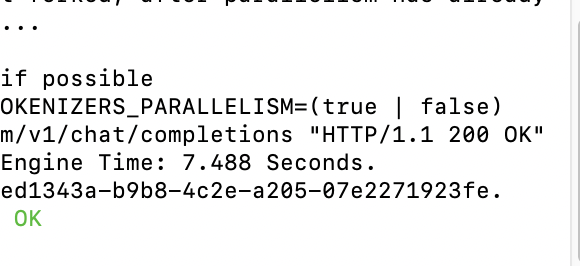 t forked, after parallelism has already
...
if possible
OKENIZERS_PARALLELISM=(true | false)
m/v1/chat/completions "HTTP/1.1 200 OK"
Engine Time: 7.488 Seconds.
ed1343a-b9b8-4c2e-a205-07e2271923fe.
OK